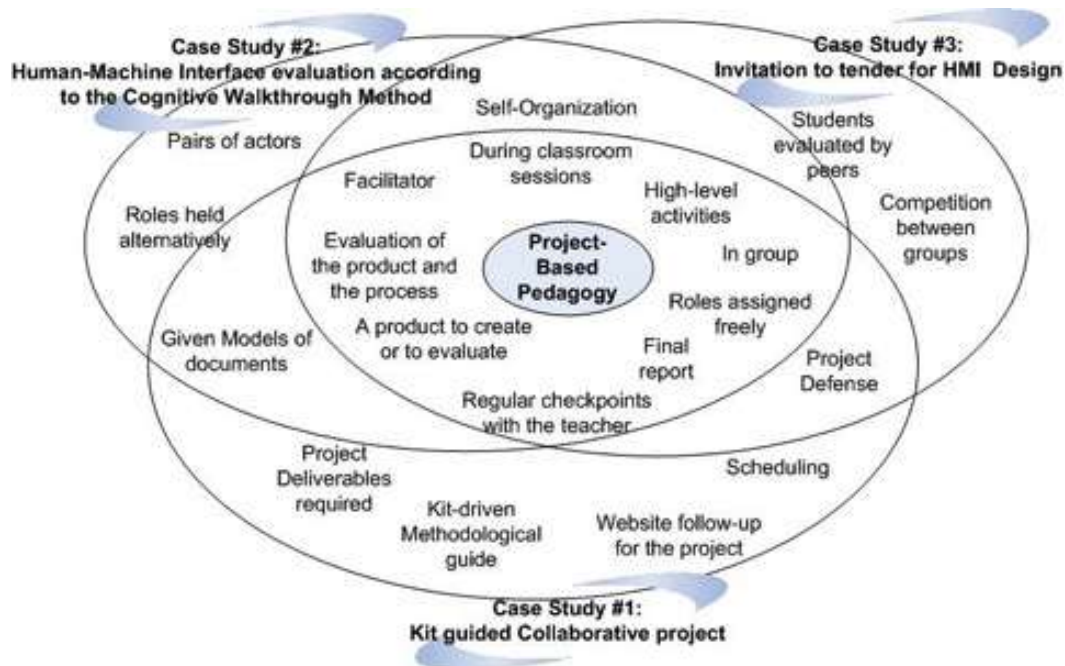 Case Study #2:
Human-Machine Interface evaluation according
to the Cognitive Walkthrough Method
Case Study #3:
Invitation to tender for HMI Design
Self-Organization
Pairs of actors
Students
evaluated by
peers
During classroom
sessions
Facilitator
High-level
activities
Roles held
alternatively
Competition
between
groups
Evaluation of
the product and
the process
Project-
Based
Pedagogy
In group
Roles assigned
freely
A product to create
or to evaluate
Given Models of
documents
Final
report
Project
Defense
Regular checkpoints
with the teacher
Project
Deliverables
required
Scheduling
Kit-driven
Methodological
guide
Website follow-up
for the project
Case Study #1:
Kit guided Collaborative project